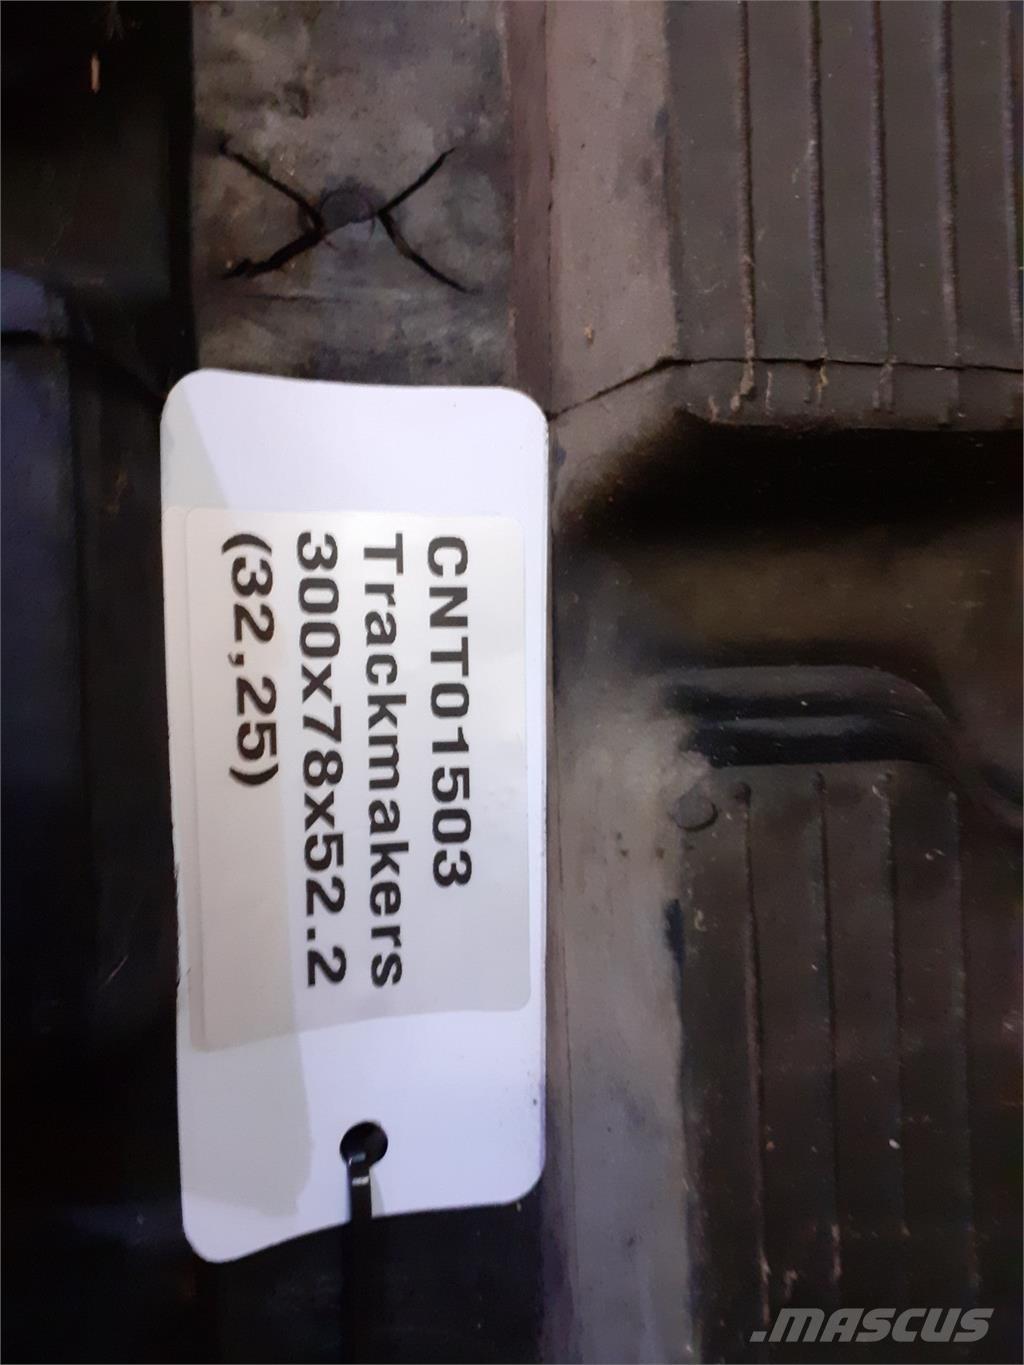 CNT01503
Trackmakers
300x78x52.2
(32,25)
.MASCUS